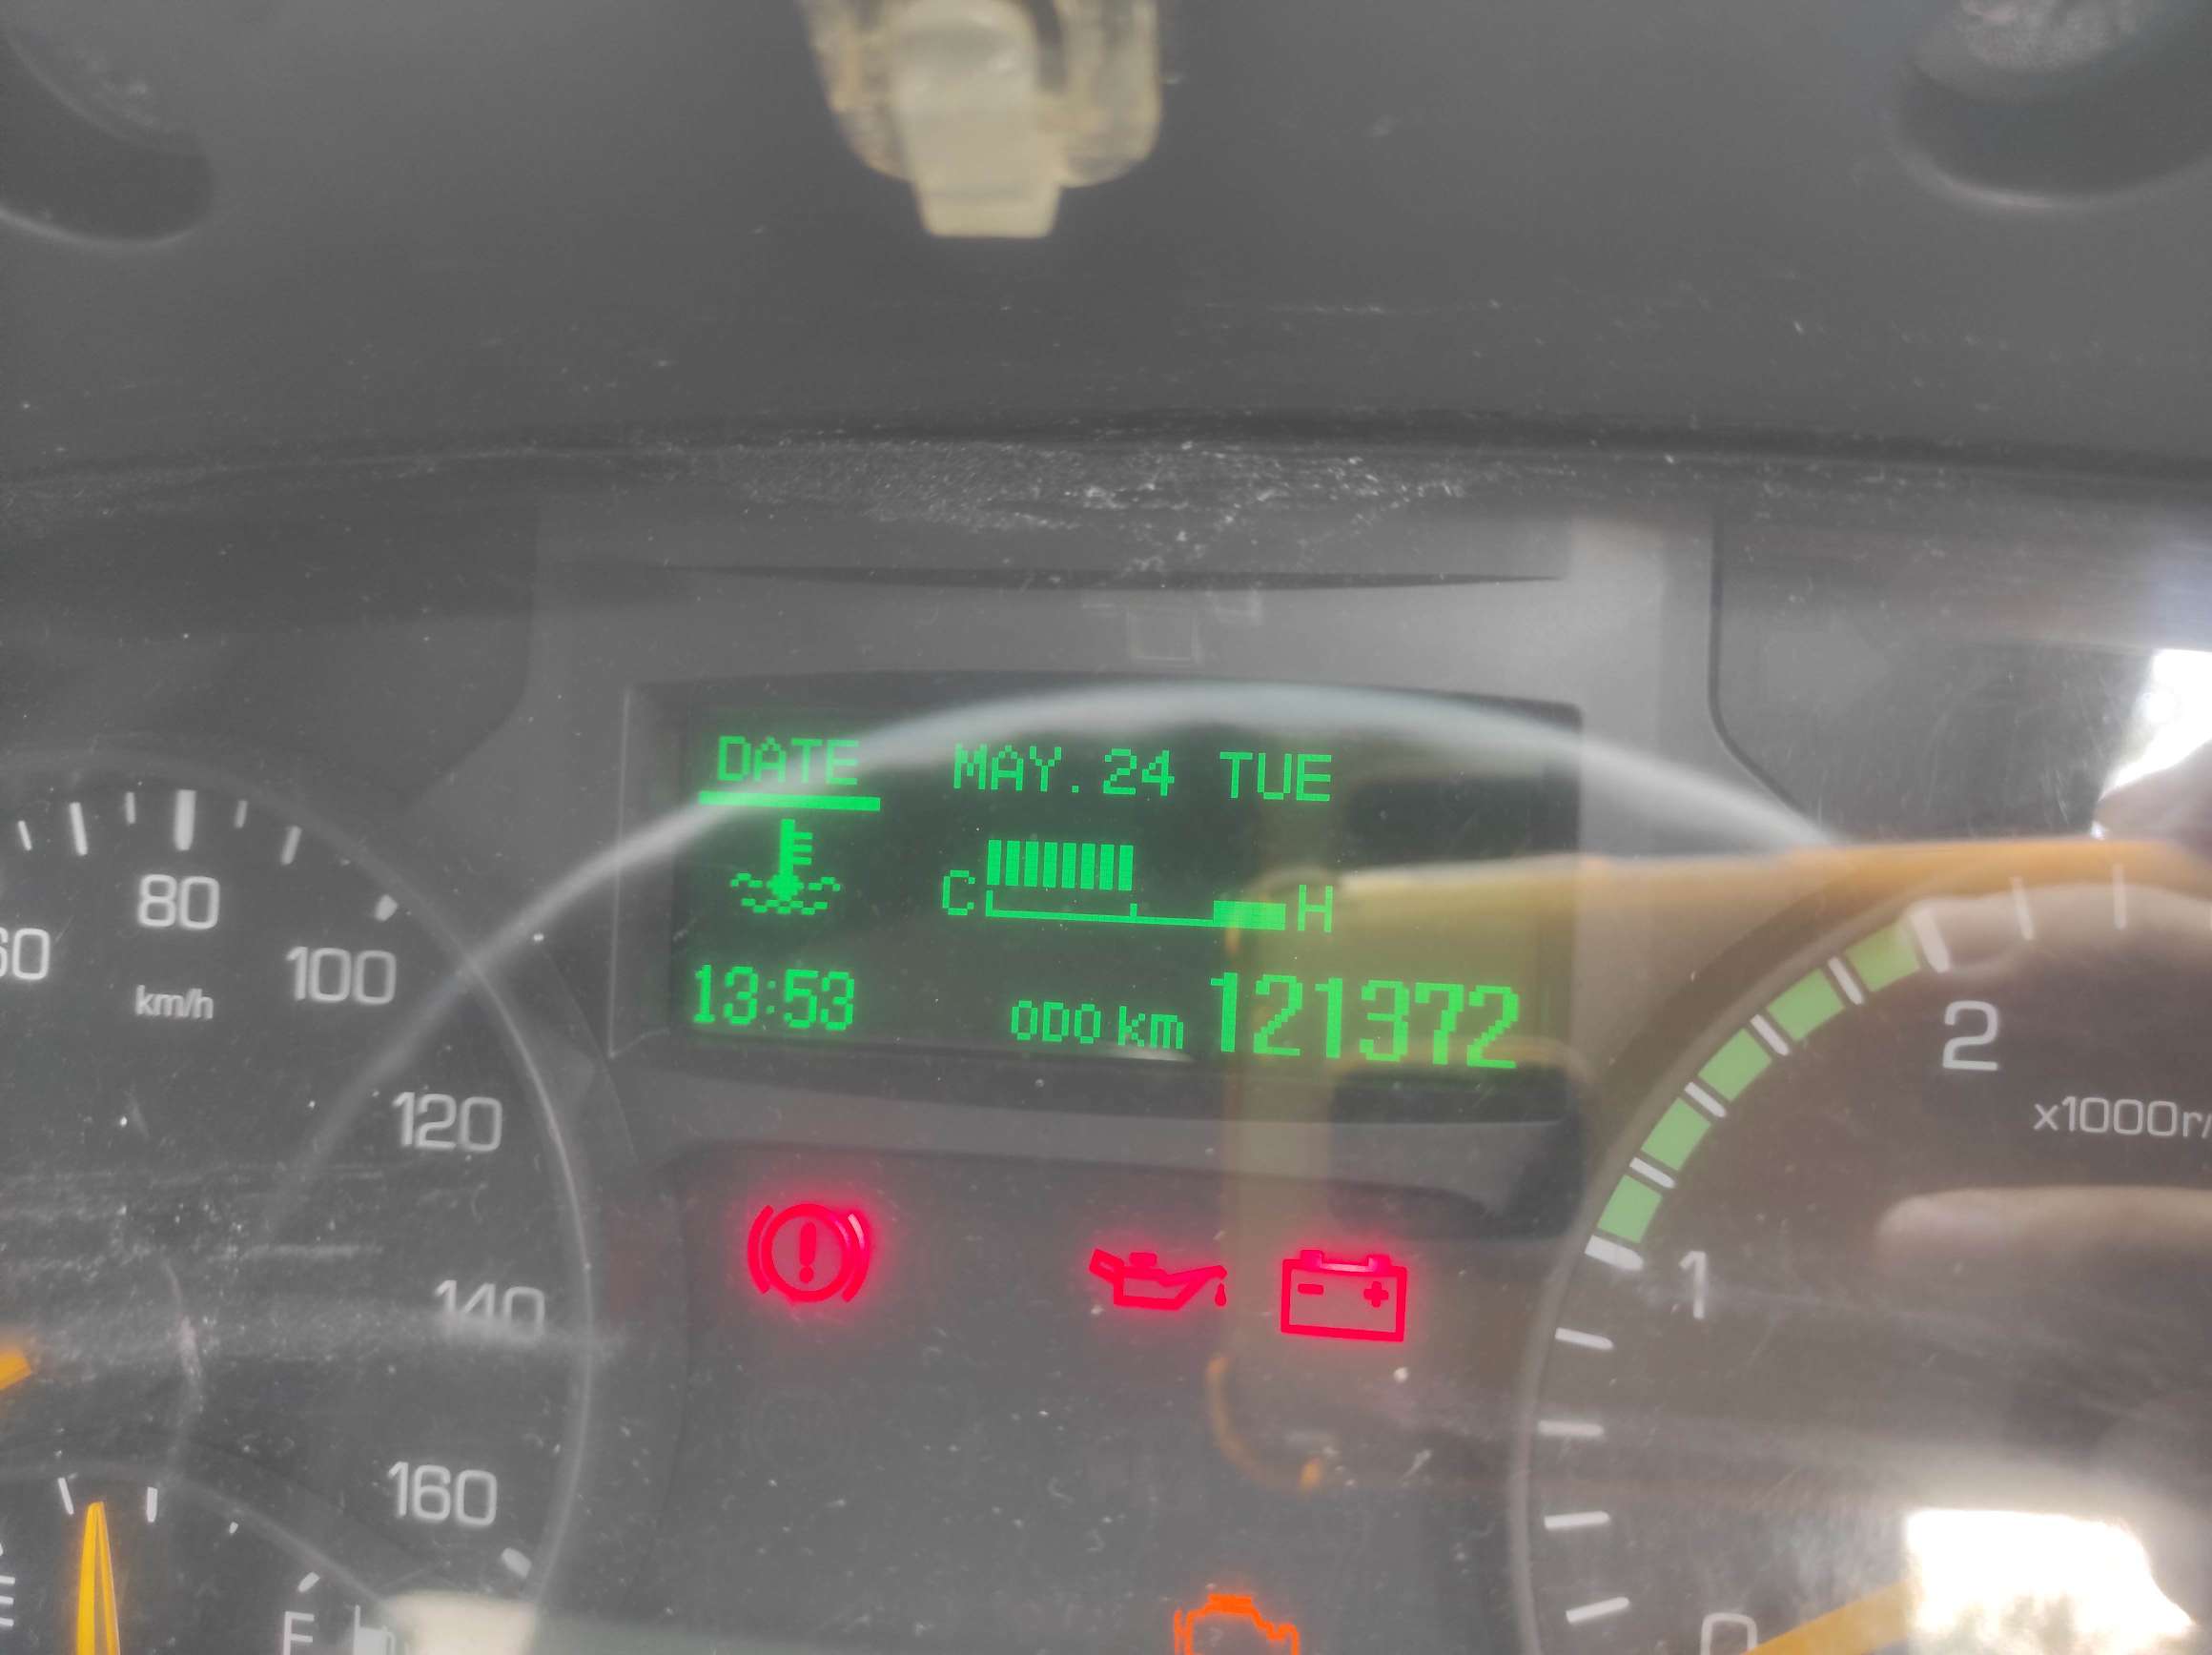 DATE MAY.24 TUE
C H
13:53 ODO km 121372
80
100
km/h
120
140
160
E
F
2
x1000r/
1
0